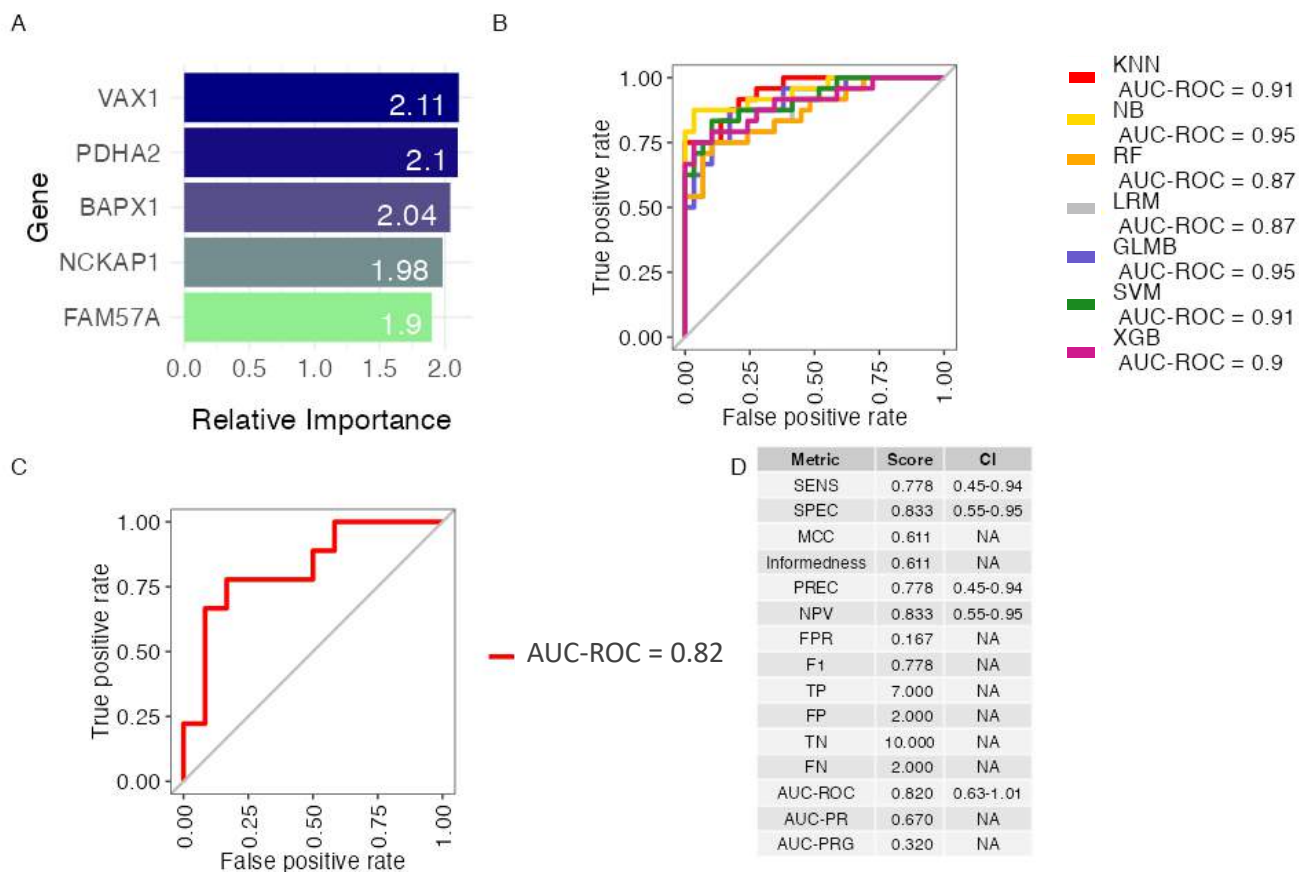 A
Gene
VAX1
2.11
PDHA2
2.1
BAPX1
2.04
NCKAP1
1.98
FAM57A
1.9
0.0 0.5 1.0 1.5 2.0
Relative Importance
B
True positive rate
1.00
0.75
0.50
0.25
0.00
0.00 0.25 0.50 0.75 1.00
False positive rate
KNN
AUC-ROC = 0.91
NB
AUC-ROC = 0.95
RF
AUC-ROC = 0.87
LRM
AUC-ROC = 0.87
GLMB
AUC-ROC = 0.95
SVM
AUC-ROC = 0.91
XGB
AUC-ROC = 0.9
C
True positive rate
1.00
0.75
0.50
0.25
0.00
0.00 0.25 0.50 0.75 1.00
False positive rate
AUC-ROC = 0.82
D
Metric Score CI
SENS 0.778 0.45-0.94
SPEC 0.833 0.55-0.95
MCC 0.611 NA
Informedness 0.611 NA
PREC 0.778 0.45-0.94
NPV 0.833 0.55-0.95
FPR 0.167 NA
F1 0.778 NA
TP 7.000 NA
FP 2.000 NA
TN 10.000 NA
FN 2.000 NA
AUC-ROC 0.820 0.63-1.01
AUC-PR 0.670 NA
AUC-PRG 0.320 NA